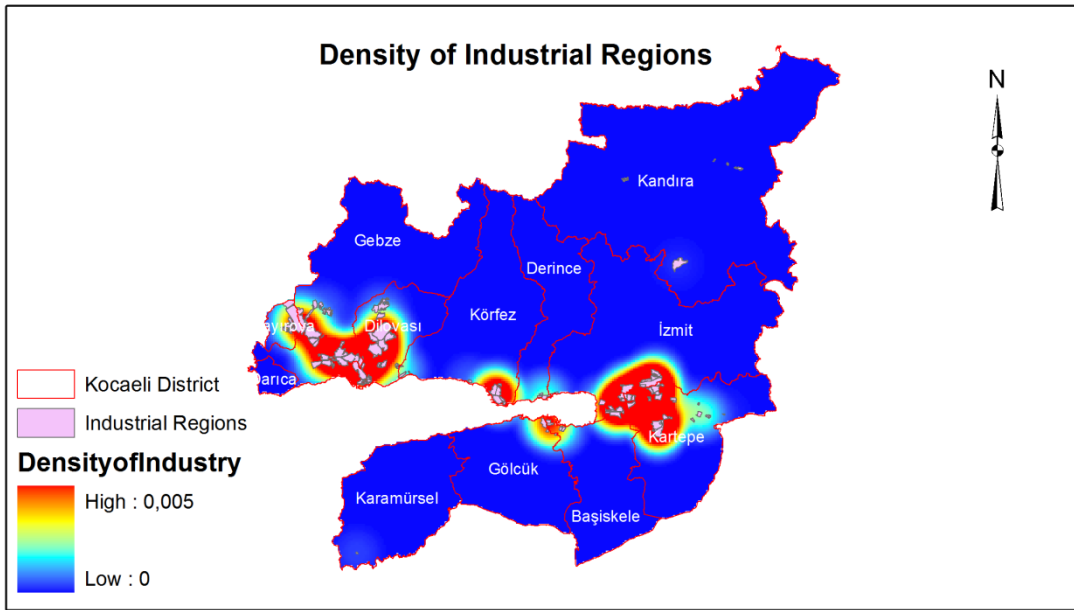 Density of Industrial Regions
N
Kandıra
Gebze
Derince
Körfez
Dilovası
İzmit
Darıca
Kartepe
Gölcük
Karamürsel
Başiskele
Kocaeli District
Industrial Regions
DensityofIndustry
High : 0,005
Low : 0